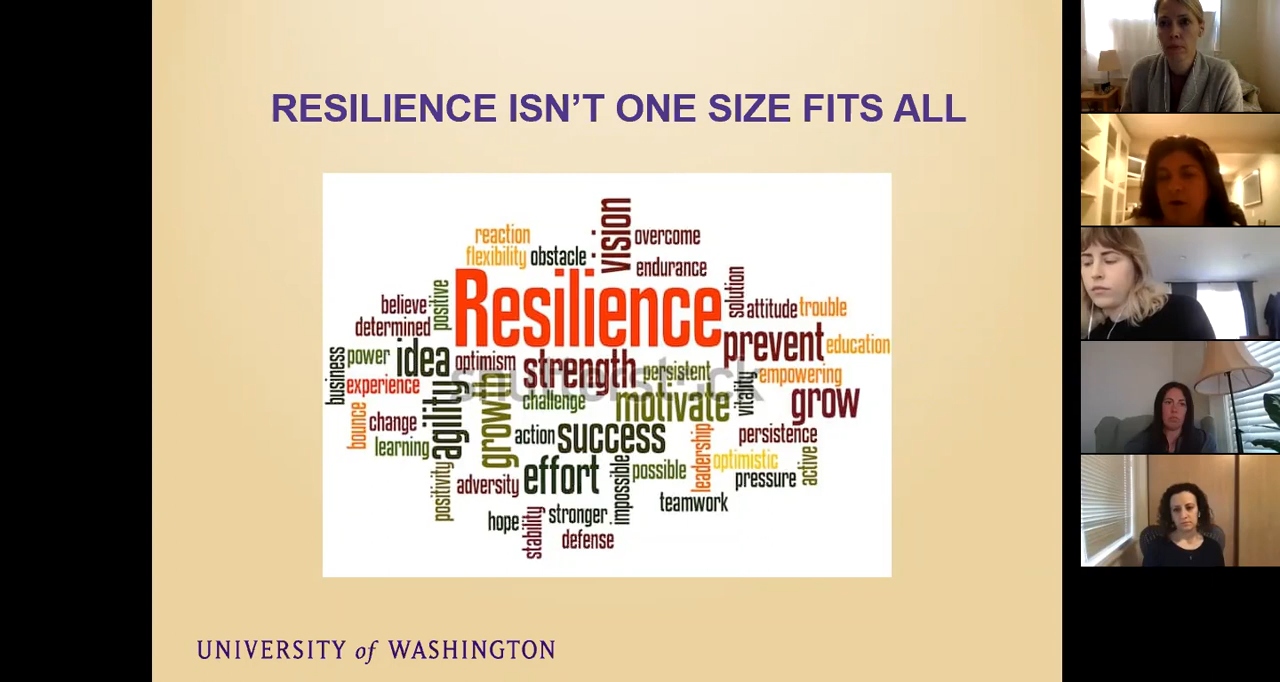 RESILIENCE ISN'T ONE SIZE FITS ALL
vision
reaction
overcome
flexibility
obstacle
endurance
Resilience
solution
positive
believe
attitude
trouble
determined
prevent
education
business
power
idea
optimism
strength
persistent
shutterstock
empowering
vitality
experience
agility
growth
challenge
motivate
grow
bounce
change
action
success
leadership
persistence
learning
optimistic
active
positivity
adversity
effort
impossible
possible
pressure
teamwork
hope
stability
stronger
defense
UNIVERSITY of WASHINGTON